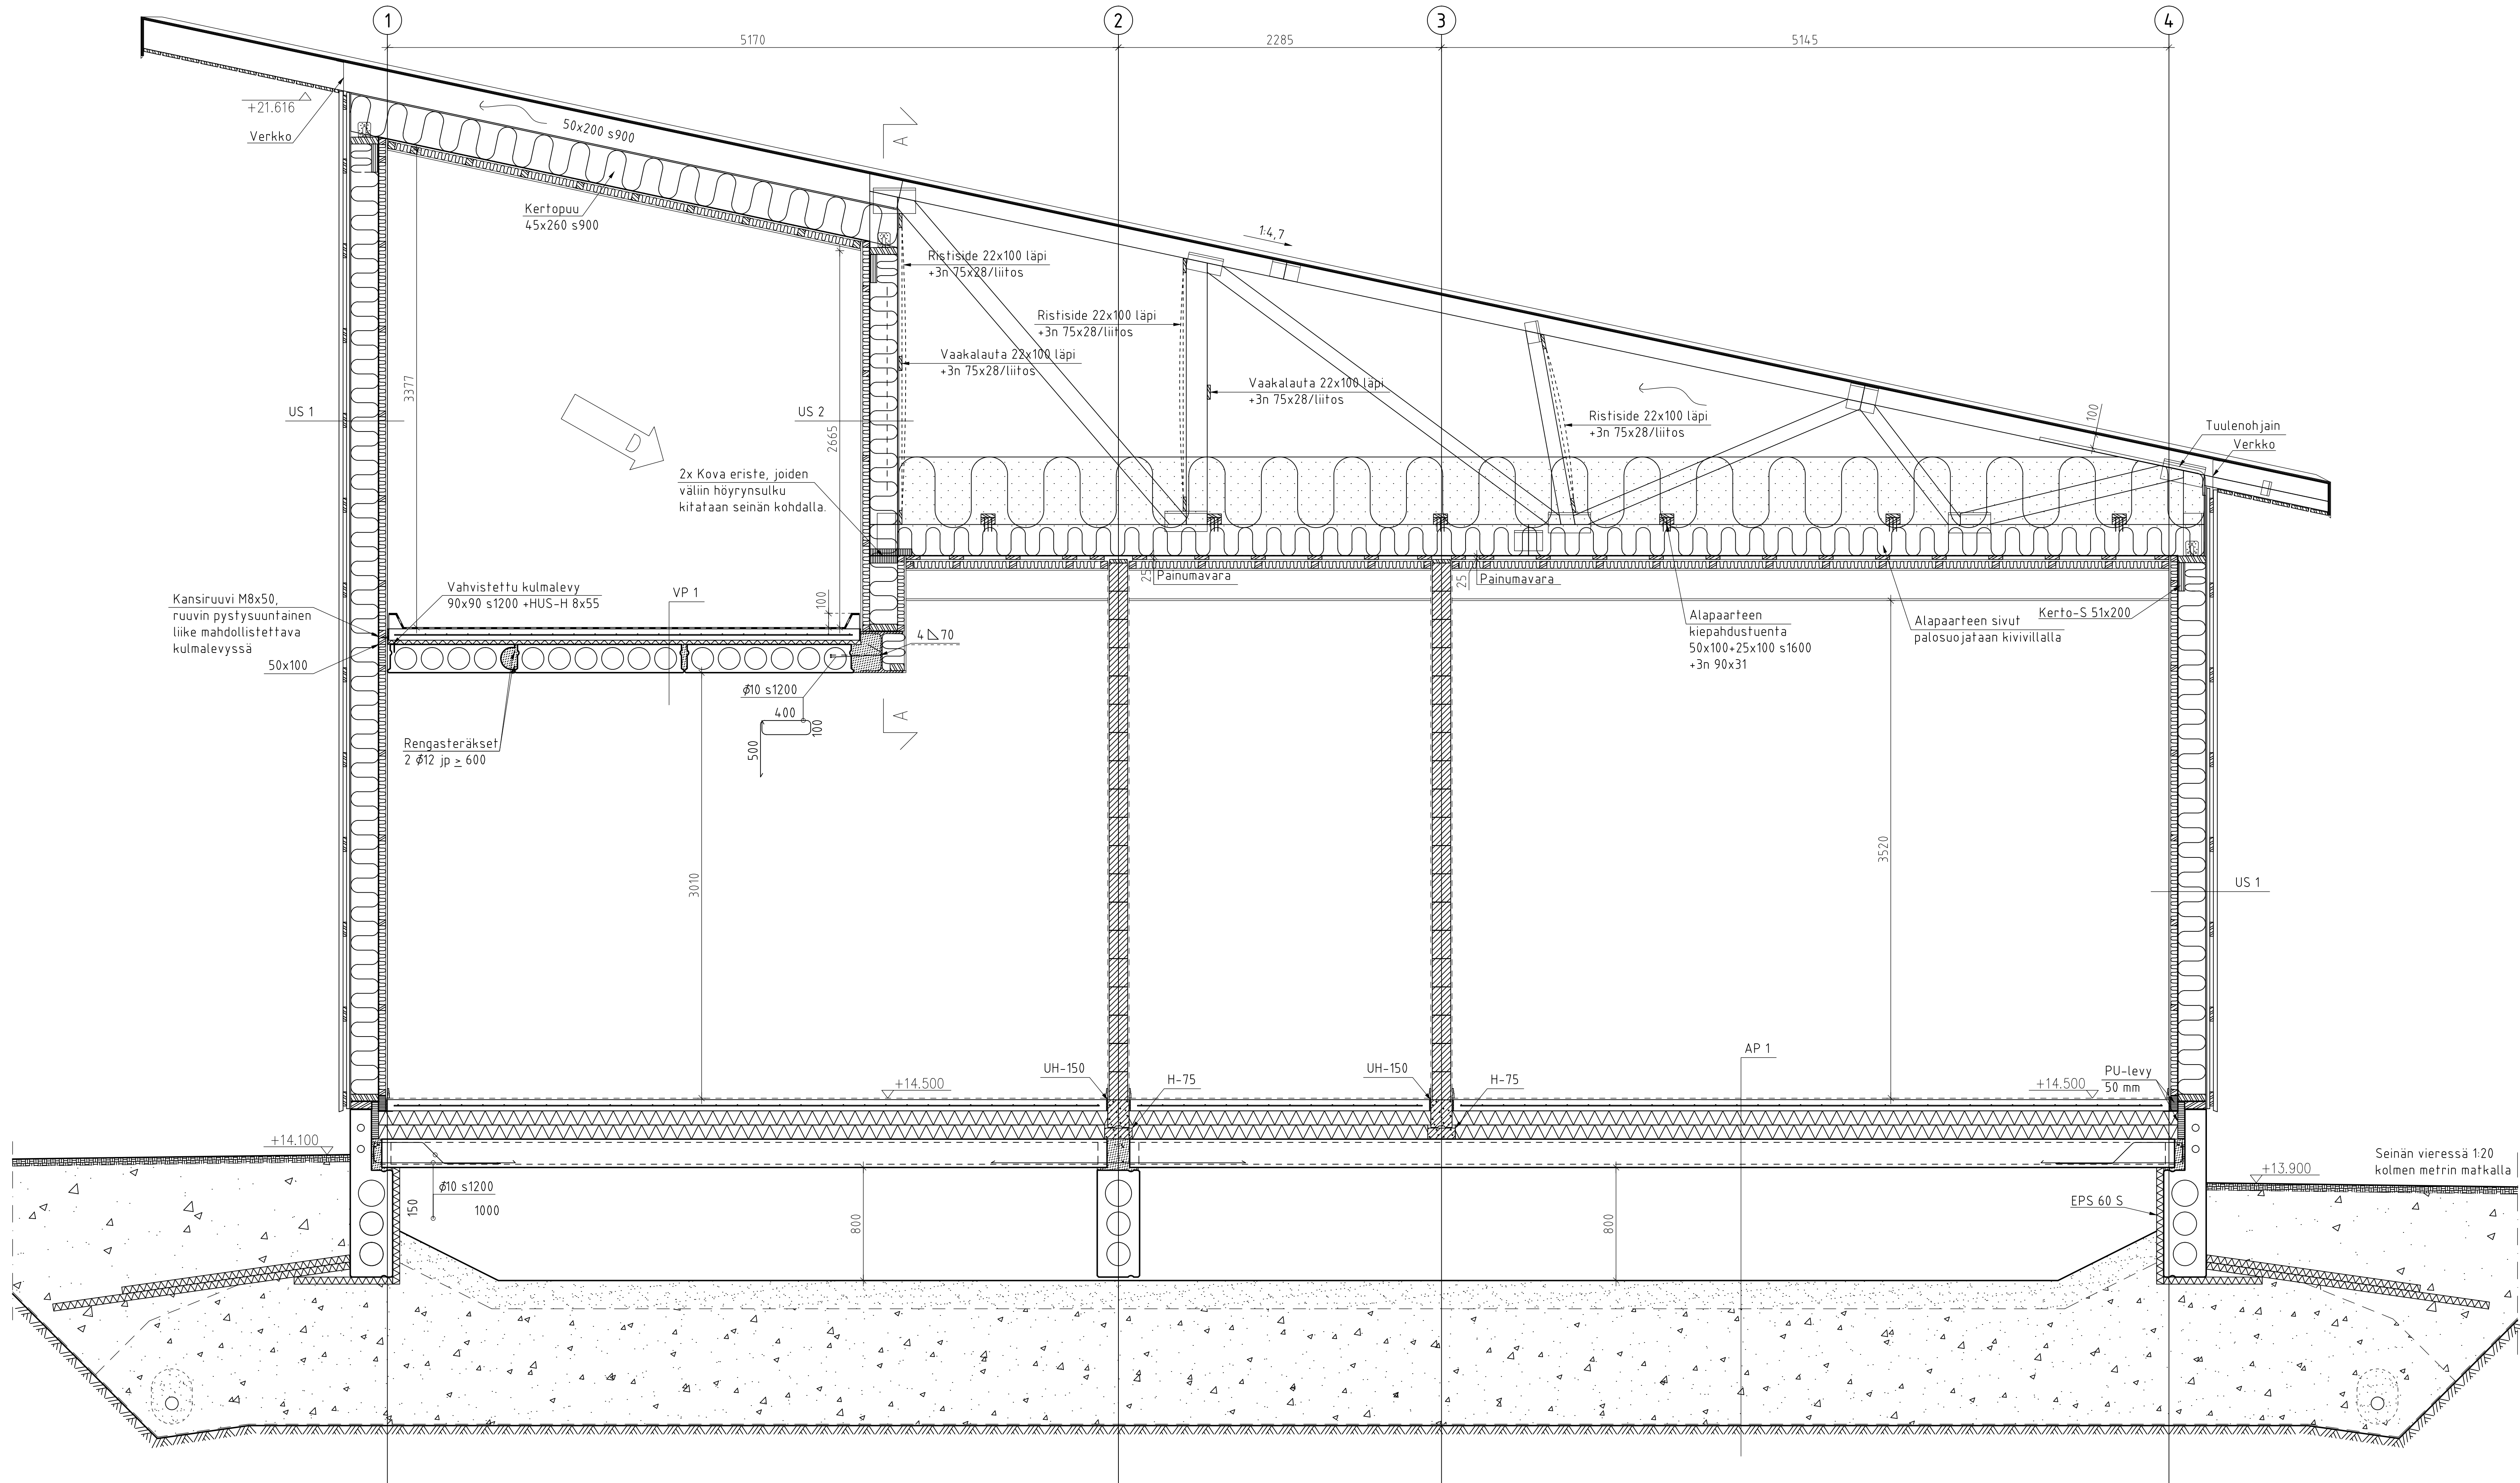 1
2
3
4
5170
2285
5145
+21.616
Verkko
50x200 s900
A
1:4,7
Kertopuu
45x260 s900
Ristiside 22x100 läpi
+3n 75x28/liitos
Ristiside 22x100 läpi
+3n 75x28/liitos
Vaakalauta 22x100 läpi
+3n 75x28/liitos
Vaakalauta 22x100 läpi
+3n 75x28/liitos
Ristiside 22x100 läpi
+3n 75x28/liitos
100
Tuulenohjain
Verkko
3377
US 1
US 2
2665
D
2x Kova eriste, joiden
väliin höyrynsulku
kitataan seinän kohdalla.
25
Painumavara
25
Painumavara
Kansiruuvi M8x50,
ruuvin pystysuuntainen
liike mahdollistettava
kulmalevyssä
50x100
Vahvistettu kulmalevy
90x90 s1200 +HUS-H 8x55
VP 1
100
4 70
Alapaarteen
kiepahdustuenta
50x100+25x100 s1600
+3n 90x31
Alapaarteen sivut
palosuojataan kivivillalla
Kerto-S 51x200
ϕ10 s1200
400
100
500
A
Rengasteräkset
2 ϕ12 jp ≥ 600
3010
3520
US 1
UH-150
H-75
UH-150
H-75
AP 1
+14.500
+14.500
PU-levy
50 mm
+14.100
+13.900
Seinän vieressä 1:20
kolmen metrin matkalla
ϕ10 s1200
150
1000
800
800
EPS 60 S